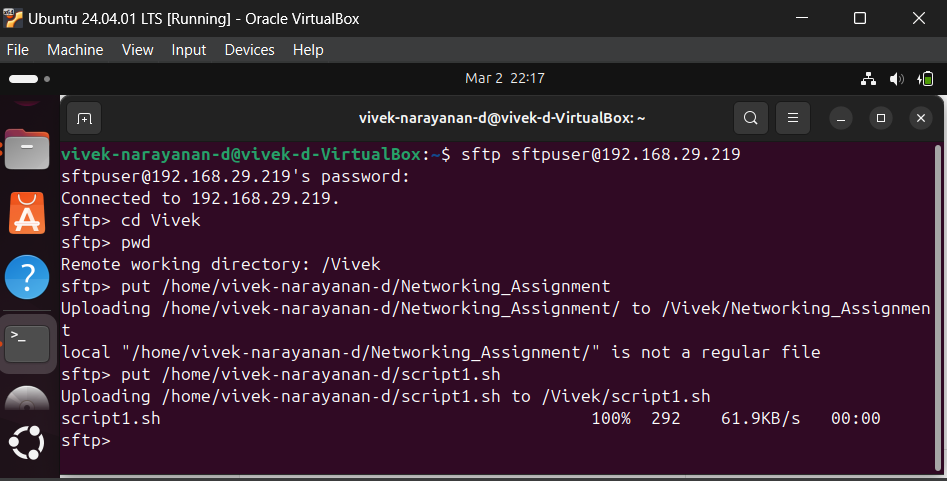 Ubuntu 24.04.01 LTS [Running] - Oracle VirtualBox
File Machine View Input Devices Help
Mar 2 22:17
vivek-narayanan-d@vivek-d-VirtualBox: ~
vivek-narayanan-d@vivek-d-VirtualBox:~$ sftp sftpuser@192.168.29.219
sftpuser@192.168.29.219's password:
Connected to 192.168.29.219.
sftp> cd Vivek
sftp> pwd
Remote working directory: /Vivek
sftp> put /home/vivek-narayanan-d/Networking_Assignment
Uploading /home/vivek-narayanan-d/Networking_Assignment/ to /Vivek/Networking_Assignmen
t
local "/home/vivek-narayanan-d/Networking_Assignment/" is not a regular file
sftp> put /home/vivek-narayanan-d/script1.sh
Uploading /home/vivek-narayanan-d/script1.sh to /Vivek/script1.sh
script1.sh 100% 292 61.9KB/s 00:00
sftp>